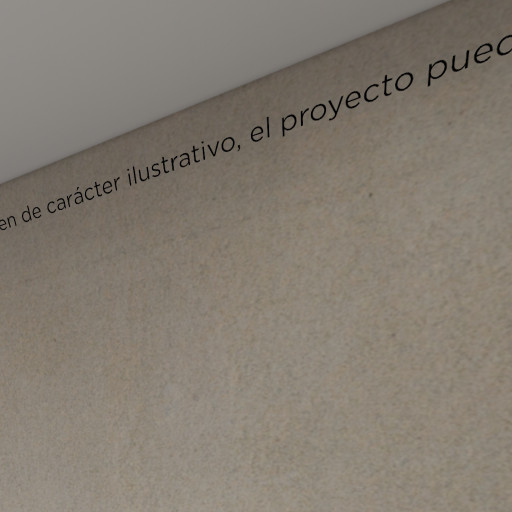 en de carácter ilustrativo, el proyecto pued